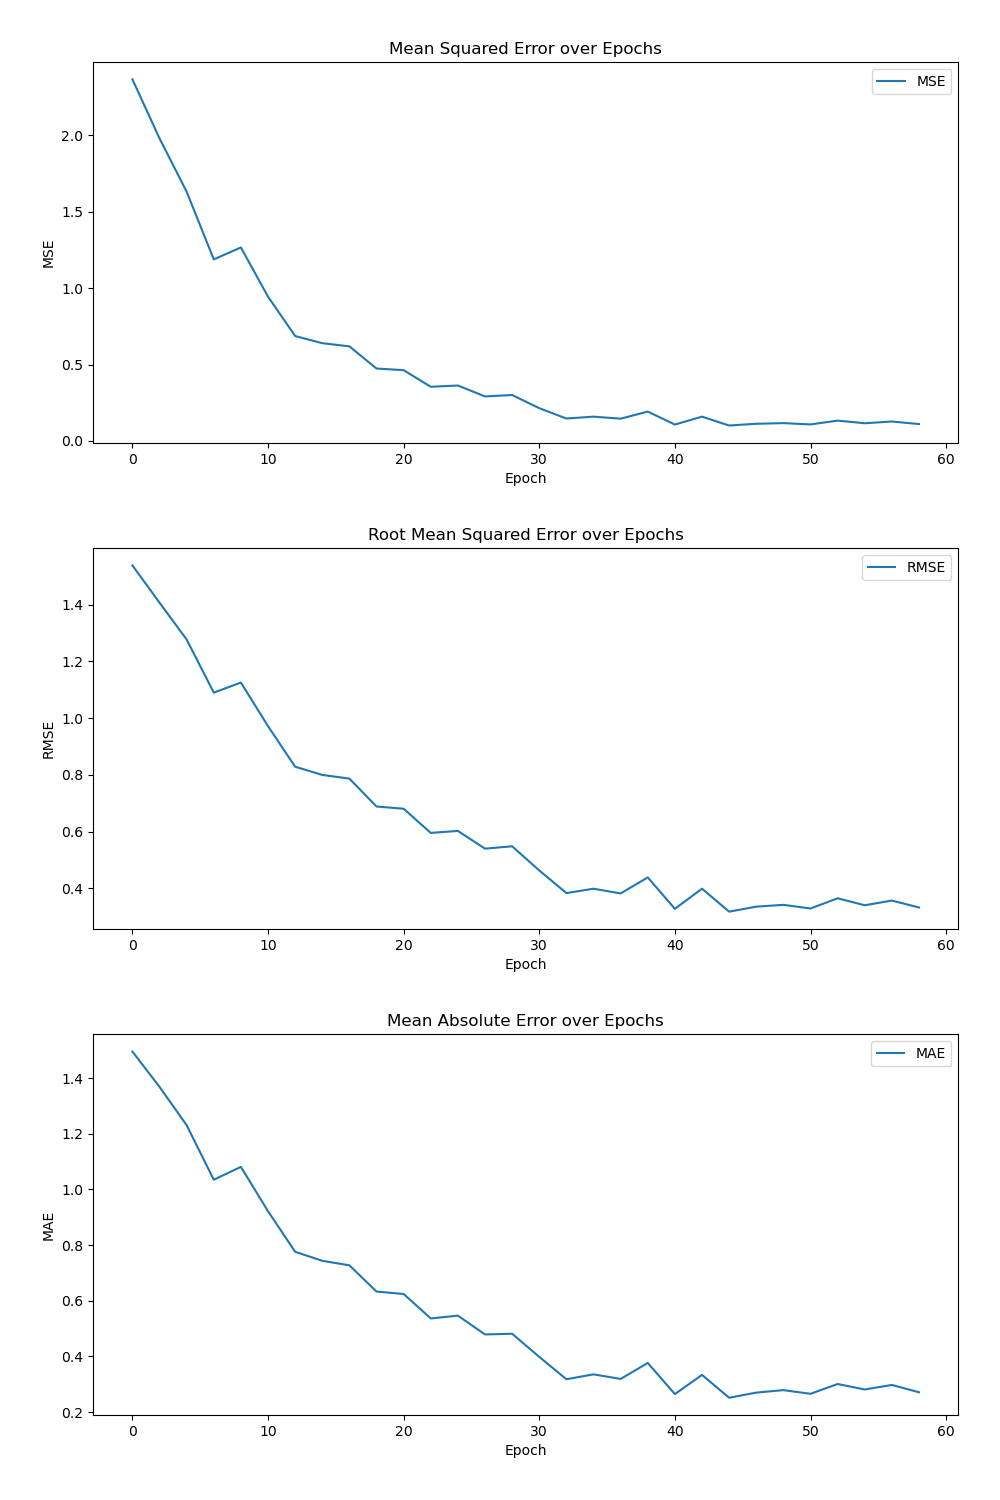 Mean Squared Error over Epochs
MSE
2.0
1.5
1.0
0.5
0.0
MSE
0 10 20 30 40 50 60
Epoch
Root Mean Squared Error over Epochs
RMSE
1.4
1.2
1.0
0.8
0.6
0.4
RMSE
0 10 20 30 40 50 60
Epoch
Mean Absolute Error over Epochs
MAE
1.4
1.2
1.0
0.8
0.6
0.4
0.2
MAE
0 10 20 30 40 50 60
Epoch